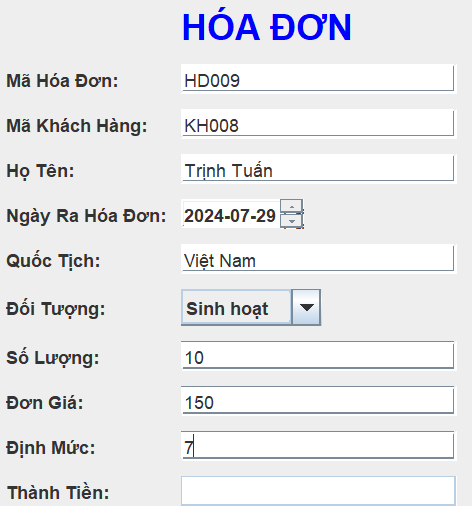 HÓA ĐƠN
Mã Hóa Đơn: HD009
Mã Khách Hàng: KH008
Họ Tên: Trịnh Tuấn
Ngày Ra Hóa Đơn: 2024-07-29
Quốc Tịch: Việt Nam
Đối Tượng: Sinh hoạt
Số Lượng: 10
Đơn Giá: 150
Định Mức: 7
Thành Tiền: